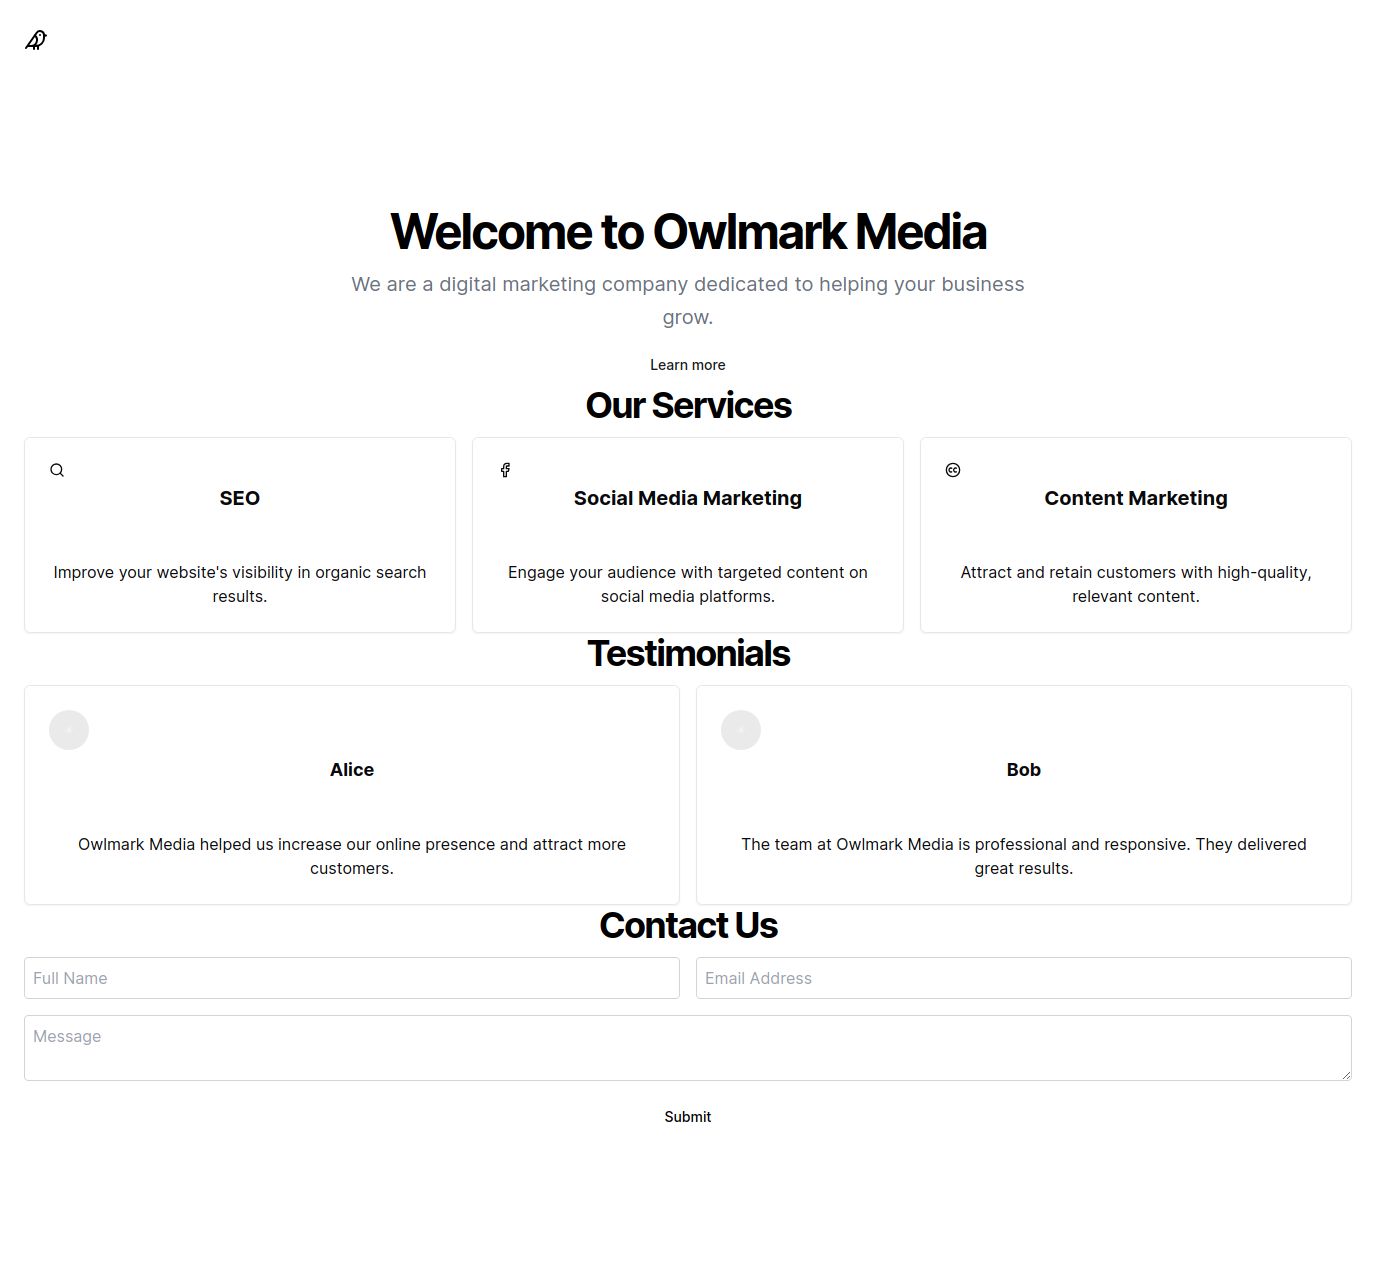 Welcome to Owlmark Media
We are a digital marketing company dedicated to helping your business
grow.
Learn more
Our Services
SEO
Improve your website's visibility in organic search
results.
Social Media Marketing
Engage your audience with targeted content on
social media platforms.
Content Marketing
Attract and retain customers with high-quality,
relevant content.
Testimonials
Alice
Owlmark Media helped us increase our online presence and attract more
customers.
Bob
The team at Owlmark Media is professional and responsive. They delivered
great results.
Contact Us
Full Name
Email Address
Message
Submit